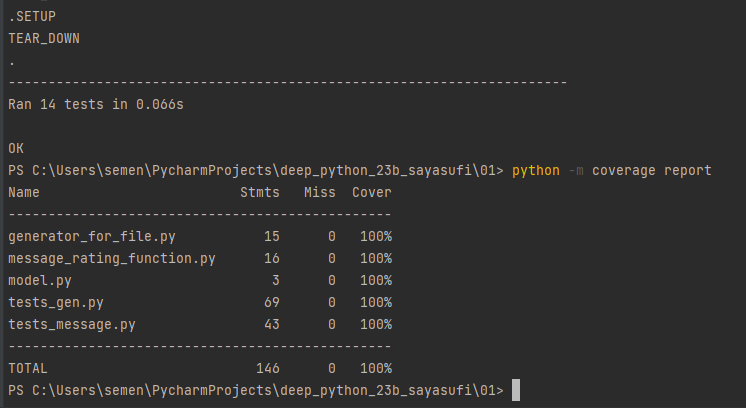 .SETUP
TEAR_DOWN
.
----------------------------------------------------------------------
Ran 14 tests in 0.066s
OK
PS C:\Users\semen\PycharmProjects\deep_python_23b_sayasufi\01> python -m coverage report
Name                         Stmts   Miss  Cover
------------------------------------------------
generator_for_file.py           15      0   100%
message_rating_function.py      16      0   100%
model.py                         3      0   100%
tests_gen.py                    69      0   100%
tests_message.py                43      0   100%
------------------------------------------------
TOTAL                          146      0   100%
PS C:\Users\semen\PycharmProjects\deep_python_23b_sayasufi\01>